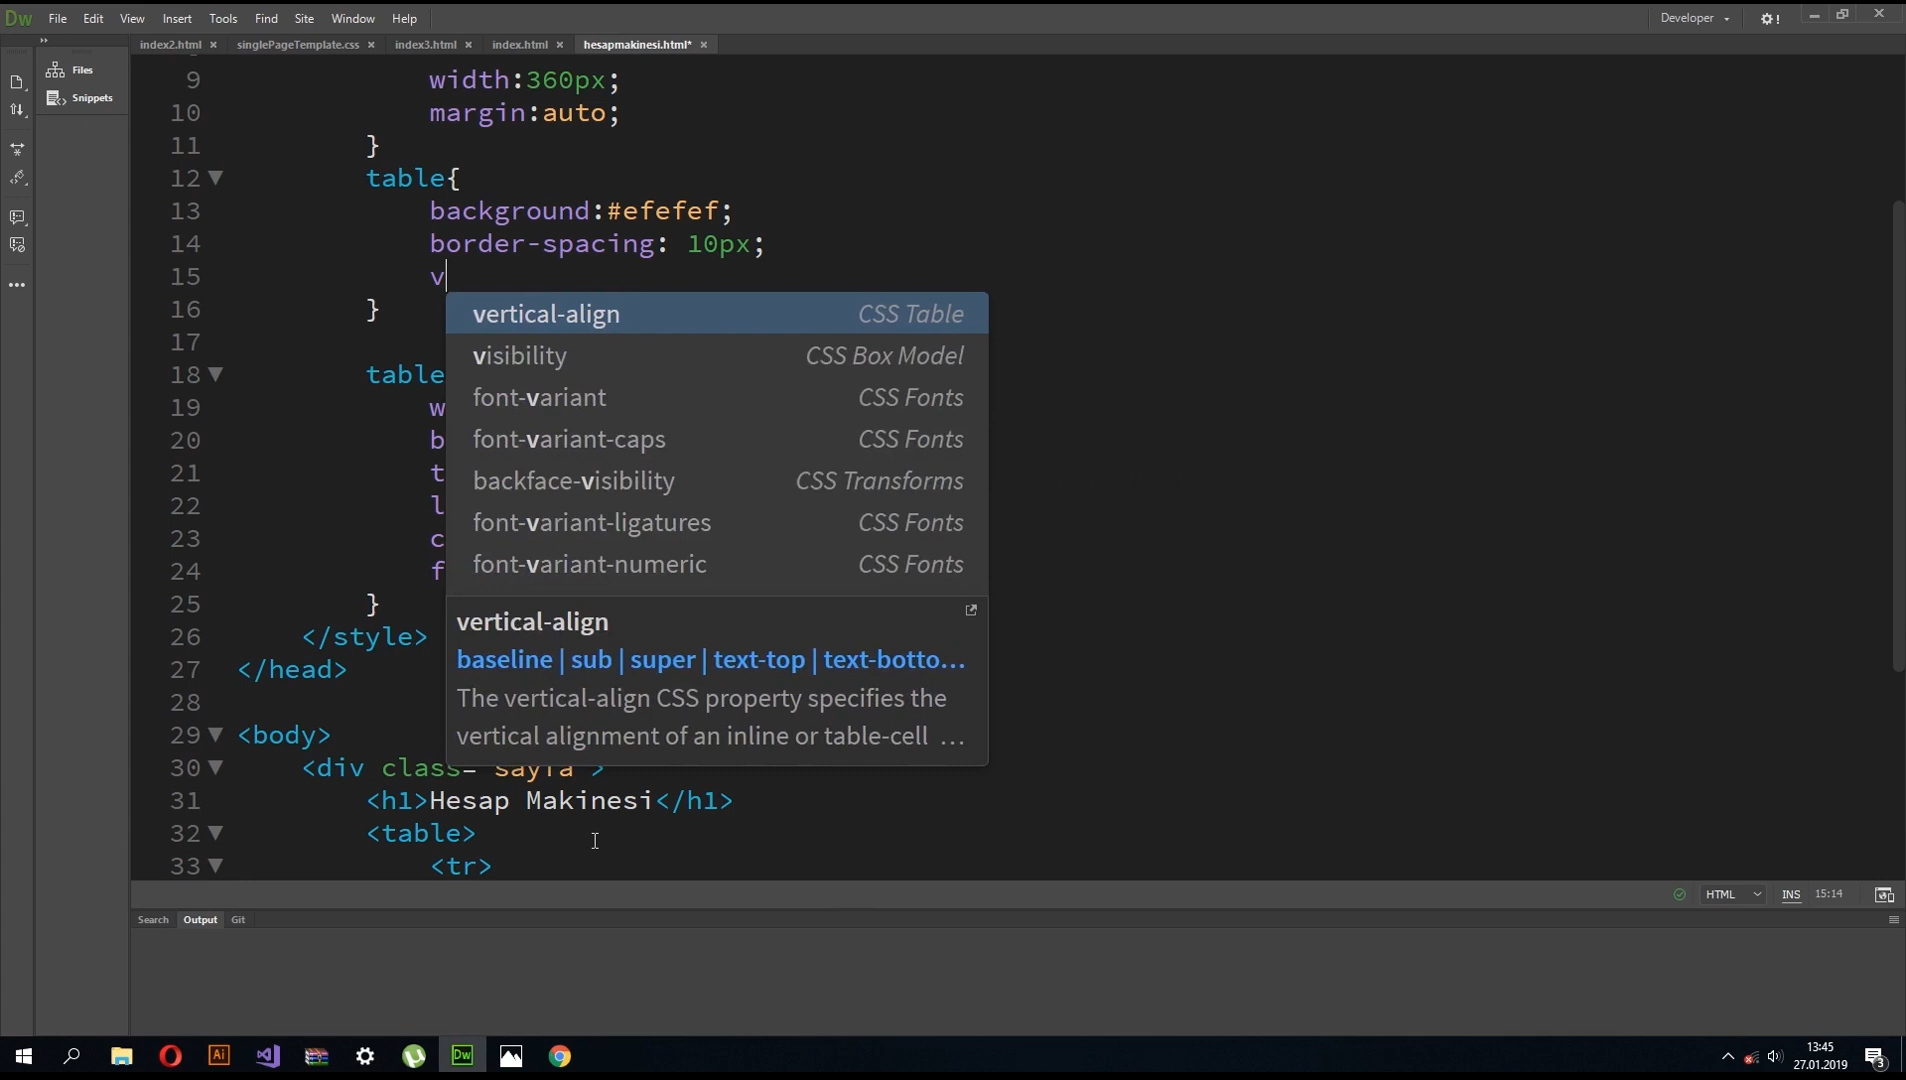 Dw File Edit View Insert Tools Find Site Window Help Developer
index2.html singlePageTemplate.css index3.html index.html hesapmakinesi.html*
Files
Snippets
9 width:360px;
10 margin:auto;
11 }
12 table{
13 background:#efefef;
14 border-spacing: 10px;
15 v
16 }
17
18 table
19 w
20 b
21 t
22 l
23 c
24 f
25 }
26 </style>
27 </head>
28
29 <body>
30 <div class="sayfa">
31 <h1>Hesap Makinesi</h1>
32 <table>
33 <tr>
vertical-align CSS Table
visibility CSS Box Model
font-variant CSS Fonts
font-variant-caps CSS Fonts
backface-visibility CSS Transforms
font-variant-ligatures CSS Fonts
font-variant-numeric CSS Fonts
vertical-align
baseline | sub | super | text-top | text-botto...
The vertical-align CSS property specifies the
vertical alignment of an inline or table-cell ...
HTML INS 15:14
Search Output Git
Ai Dw
13:45
27.01.2019
3